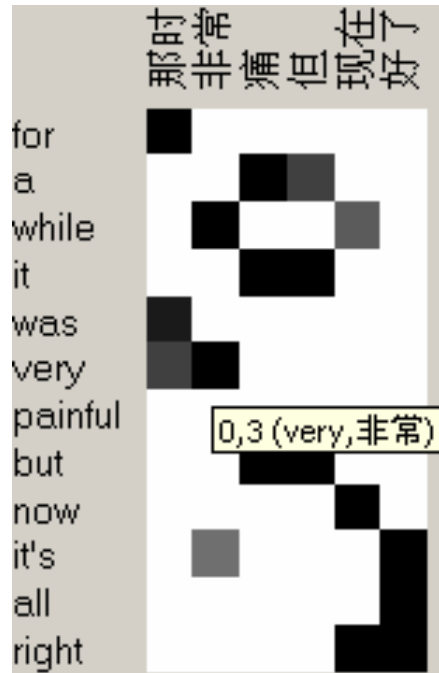 那时 非常 痛 但 现在 好了
for
a
while
it
was
very
painful
0,3 (very,非常)
but
now
it's
all
right